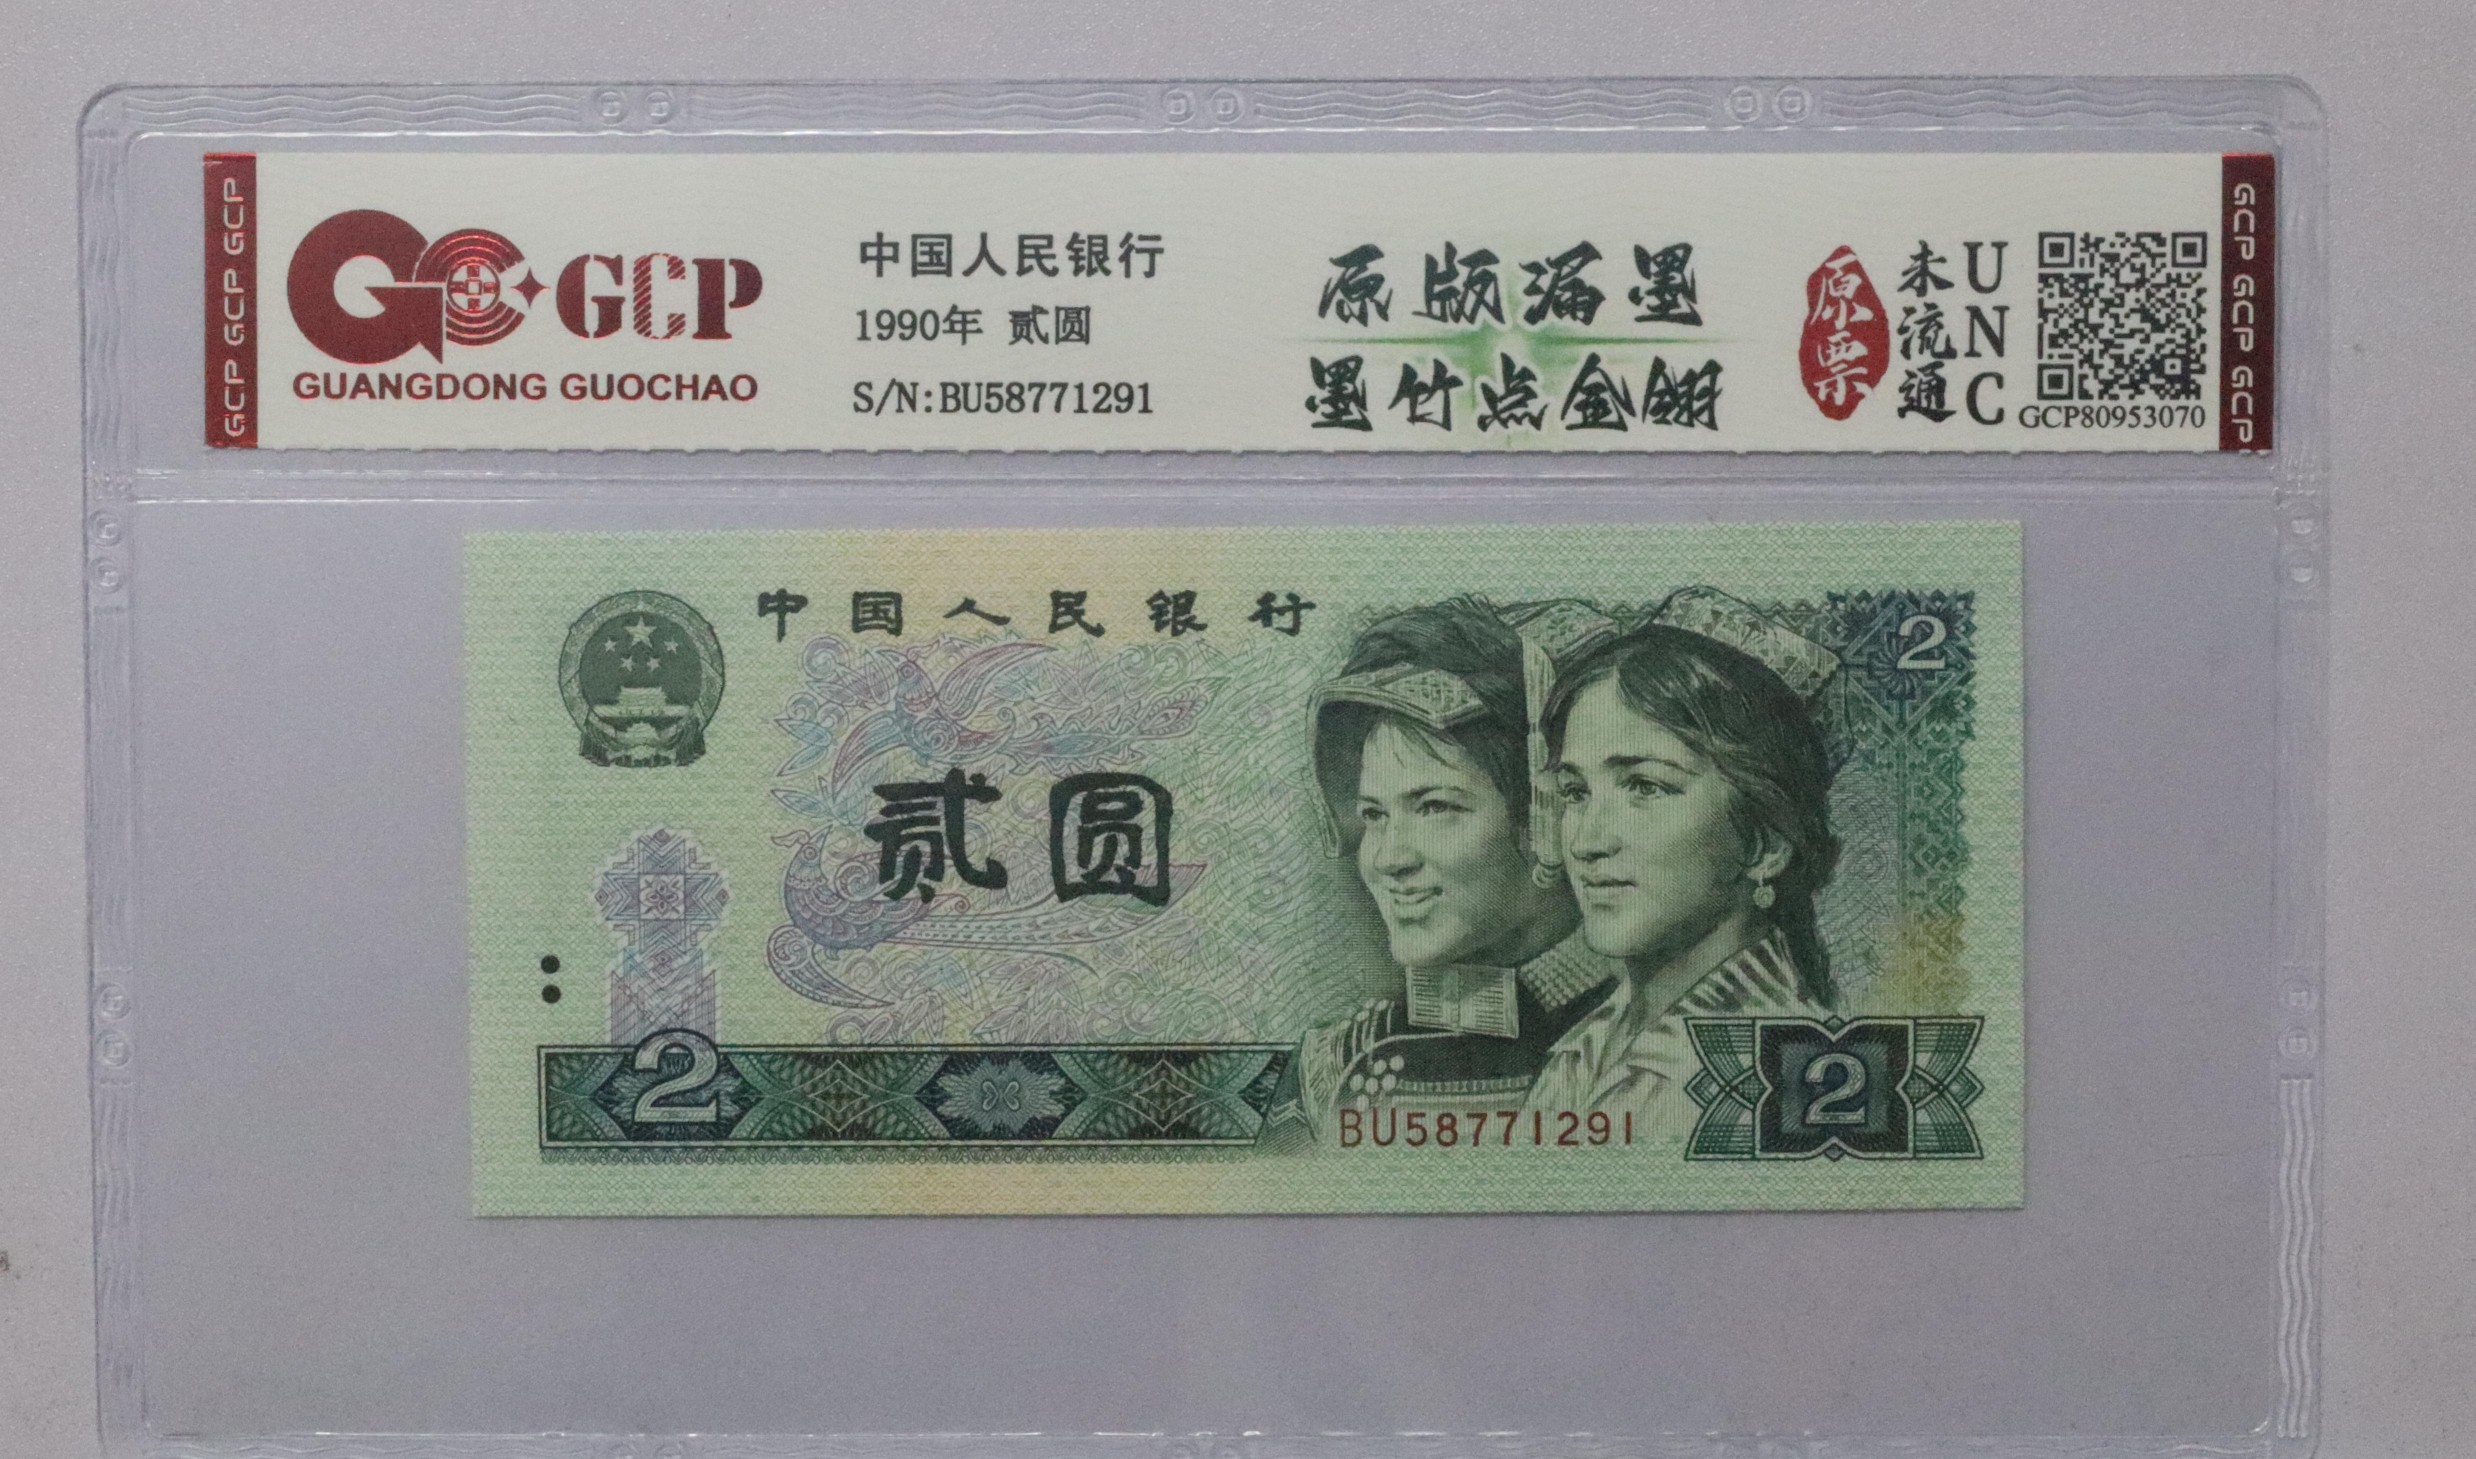 GCP GCP GCP
GCP
GUANGDONG GUOCHAO
中国人民银行
1990年 贰圆
S/N:BU58771291
原版漏墨
墨竹点金翎
原票
未流通
UNC
GCP80953070
GCP GCP GCP GCP
中国人民银行
2
贰圆
2
BU58771291
2